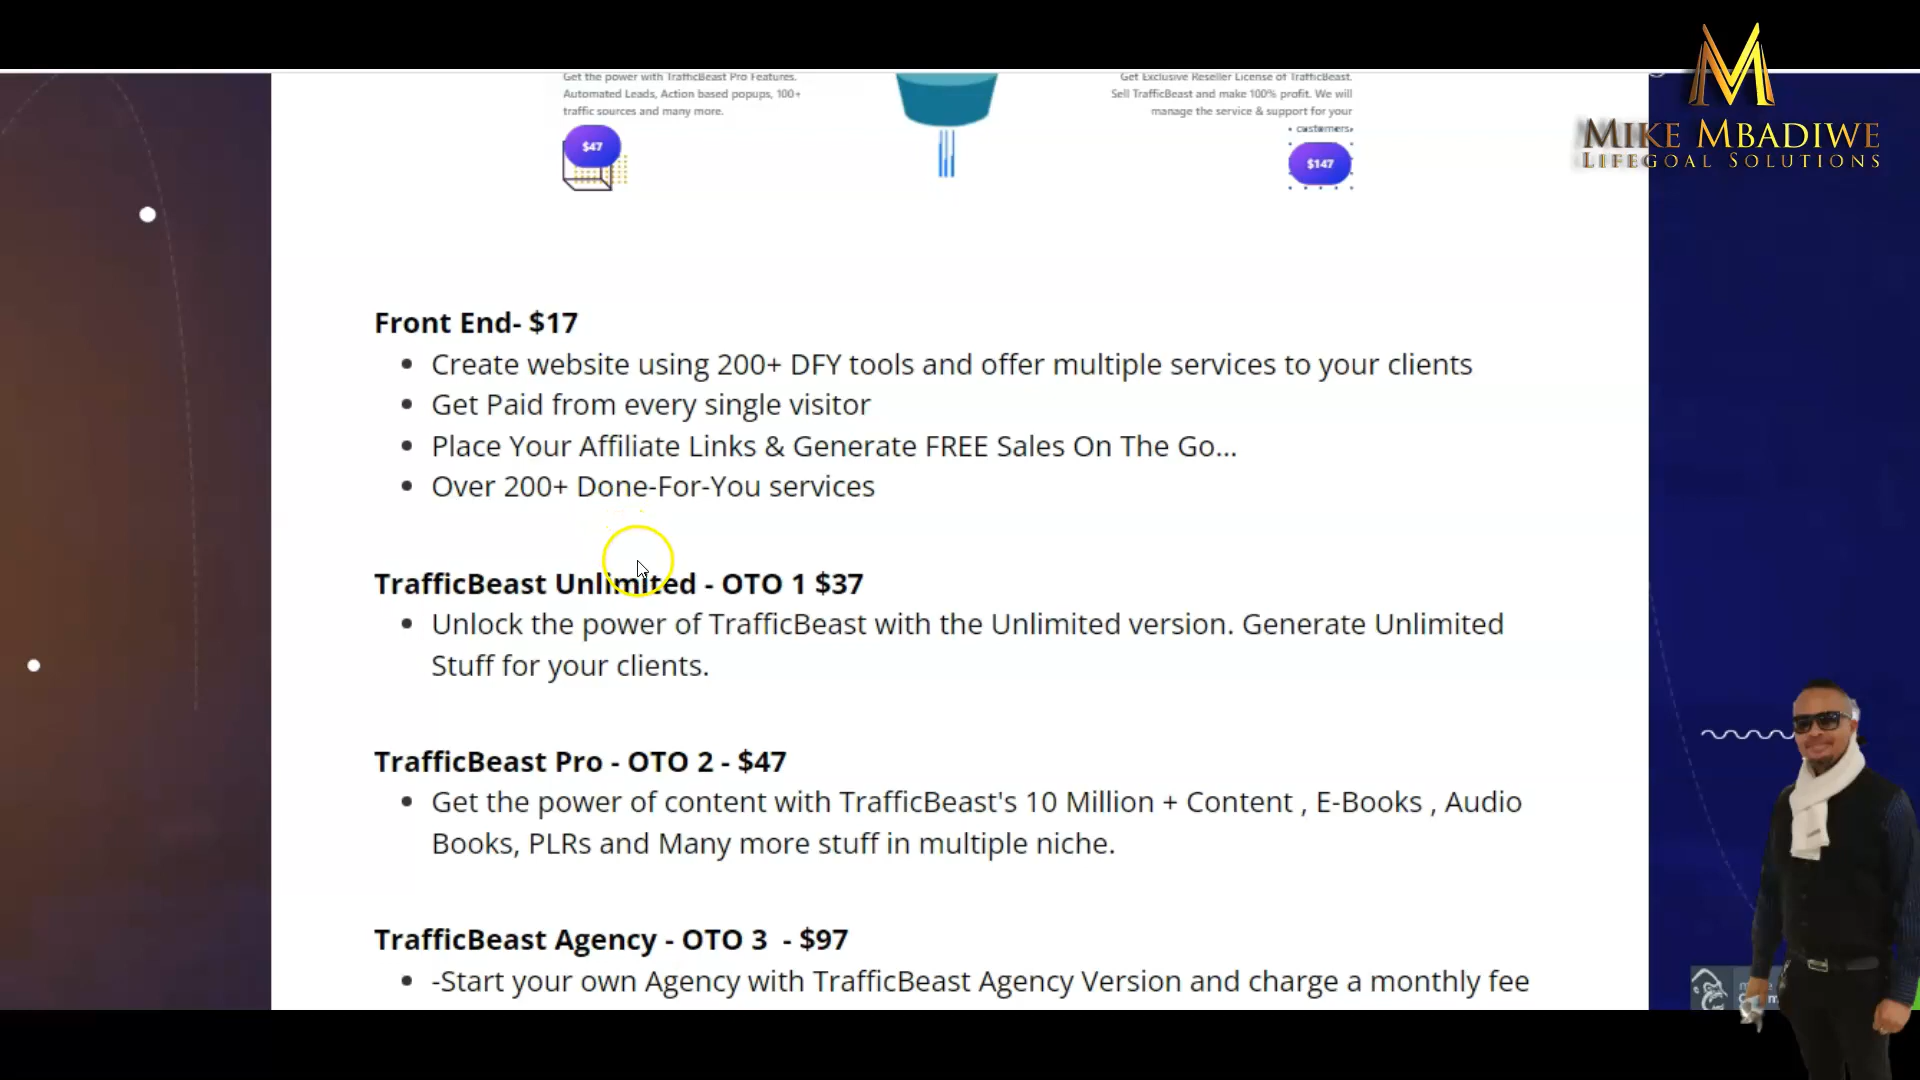 MIKE MBADIWE
LIFEGOAL SOLUTIONS
Get the power with TrafficBeast Pro Features.
Automated Leads, Action based popups, 100+
traffic sources and many more.
$47
Get Exclusive Reseller License of TrafficBeast.
Sell TrafficBeast and make 100% profit. We will
manage the service & support for your
customers.
$147
Front End- $17
• Create website using 200+ DFY tools and offer multiple services to your clients
• Get Paid from every single visitor
• Place Your Affiliate Links & Generate FREE Sales On The Go...
• Over 200+ Done-For-You services
TrafficBeast Unlimited - OTO 1 $37
• Unlock the power of TrafficBeast with the Unlimited version. Generate Unlimited
Stuff for your clients.
TrafficBeast Pro - OTO 2 - $47
• Get the power of content with TrafficBeast's 10 Million + Content , E-Books , Audio
Books, PLRs and Many more stuff in multiple niche.
TrafficBeast Agency - OTO 3  - $97
• -Start your own Agency with TrafficBeast Agency Version and charge a monthly fee